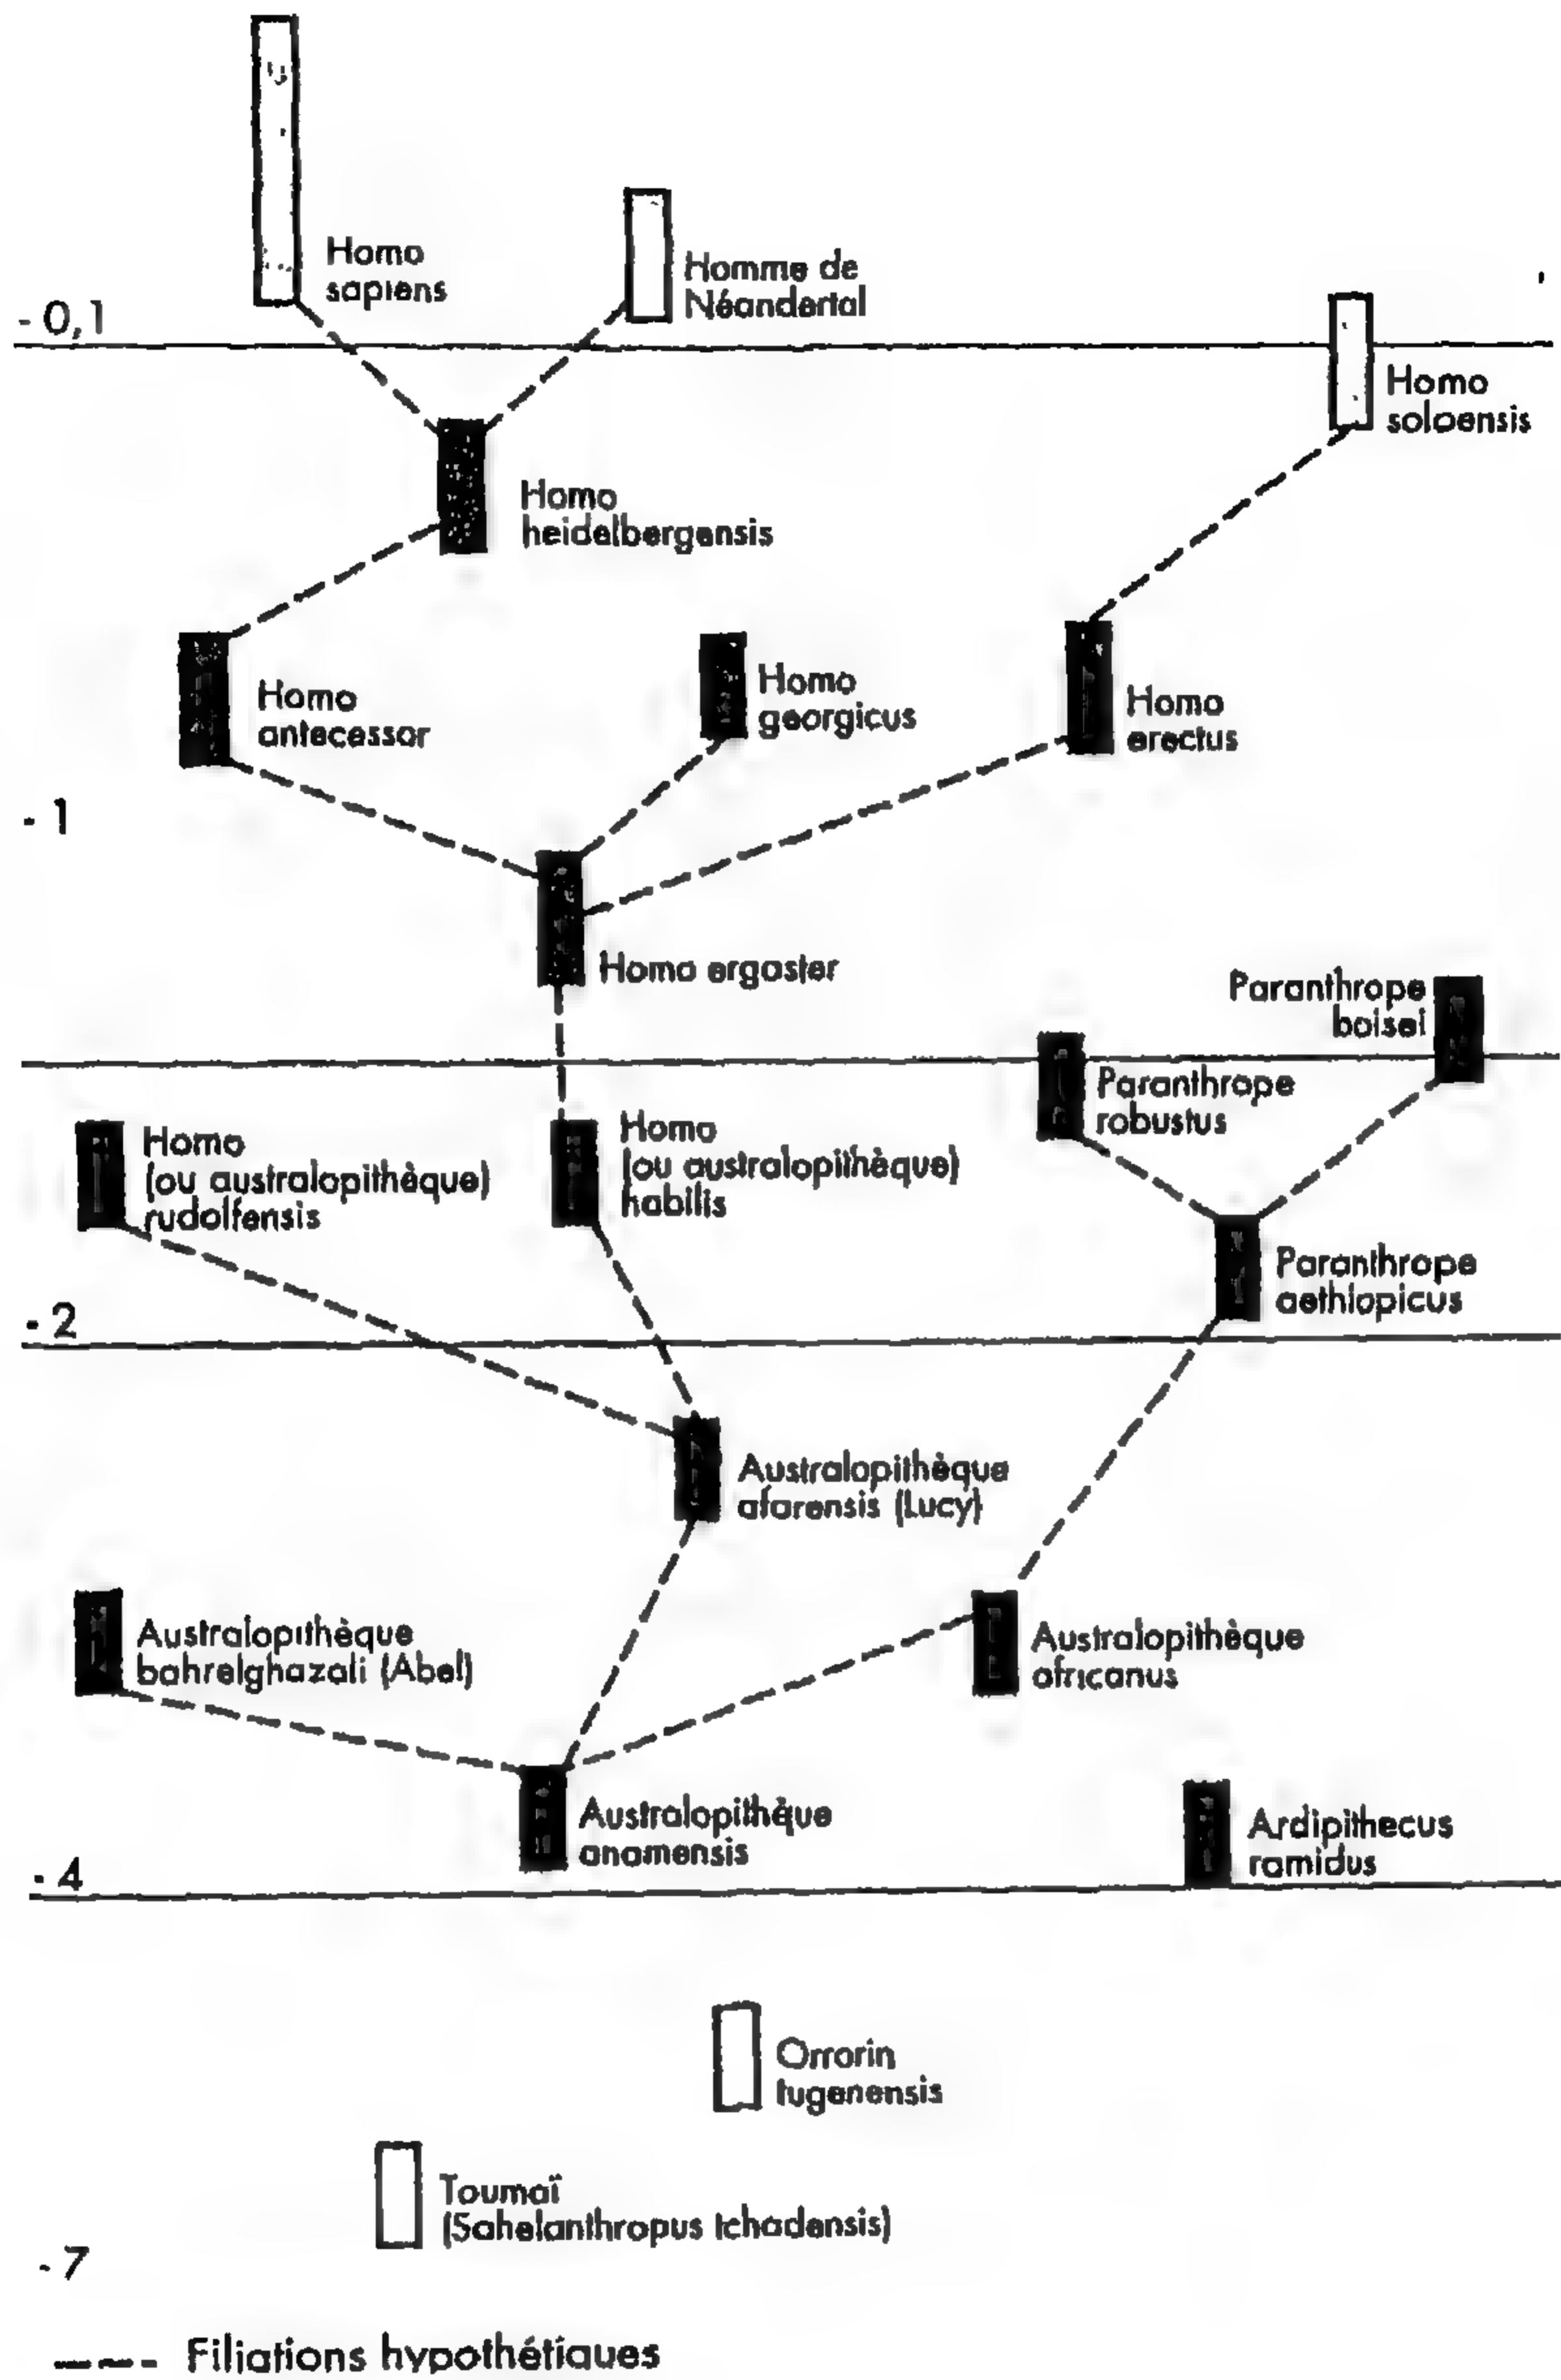 Homo
sapiens
Homme de
Néandertal
- 0,1
Homo
soloensis
Homo
heidelbergensis
Homo
antecessor
Homo
georgicus
Homo
erectus
- 1
Homo ergaster
Paranthrope
boisei
Paranthrope
robustus
Homo
(ou australopithèque)
rudolfensis
Homo
(ou australopithèque)
habilis
Paranthrope
aethiopicus
- 2
Australopithèque
afarensis (Lucy)
Australopithèque
bahrelghazali (Abel)
Australopithèque
africanus
Australopithèque
anamensis
Ardipithecus
ramidus
- 4
Orrorin
tugenensis
Toumaï
(Sahelanthropus tchadensis)
- 7
Filiations hypothétiques